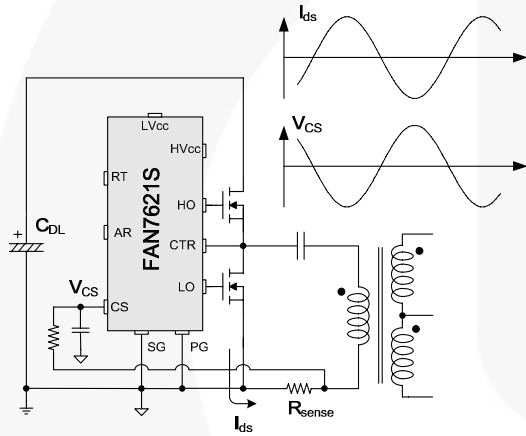 Ids
LVcc
HVcc
VCS
RT
FAN7621S
HO
CDL
+
AR
CTR
VCS
LO
CS
SG
PG
Rsense
Ids